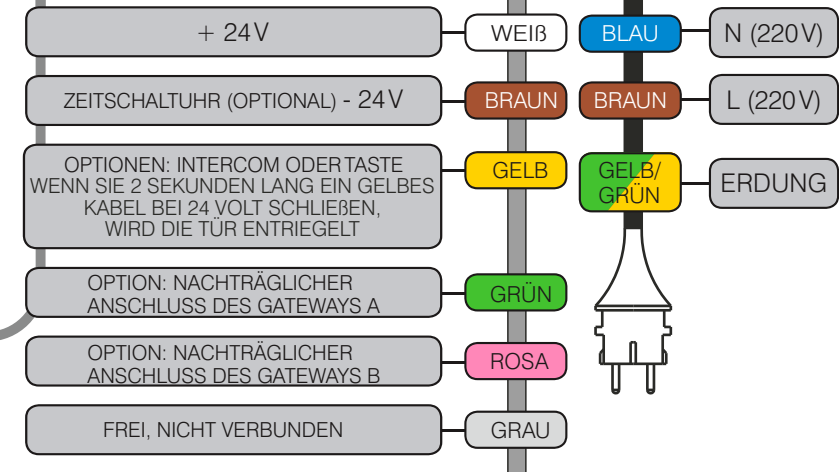 + 24V
WEIß
BLAU
N (220V)
ZEITSCHALTUHR (OPTIONAL) - 24V
BRAUN
BRAUN
L (220V)
OPTIONEN: INTERCOM ODER TASTE
WENN SIE 2 SEKUNDEN LANG EIN GELBES
KABEL BEI 24 VOLT SCHLIEßEN,
WIRD DIE TÜR ENTRIEGELT
GELB
GELB/
GRÜN
ERDUNG
OPTION: NACHTRÄGLICHER
ANSCHLUSS DES GATEWAYS A
GRÜN
OPTION: NACHTRÄGLICHER
ANSCHLUSS DES GATEWAYS B
ROSA
FREI, NICHT VERBUNDEN
GRAU